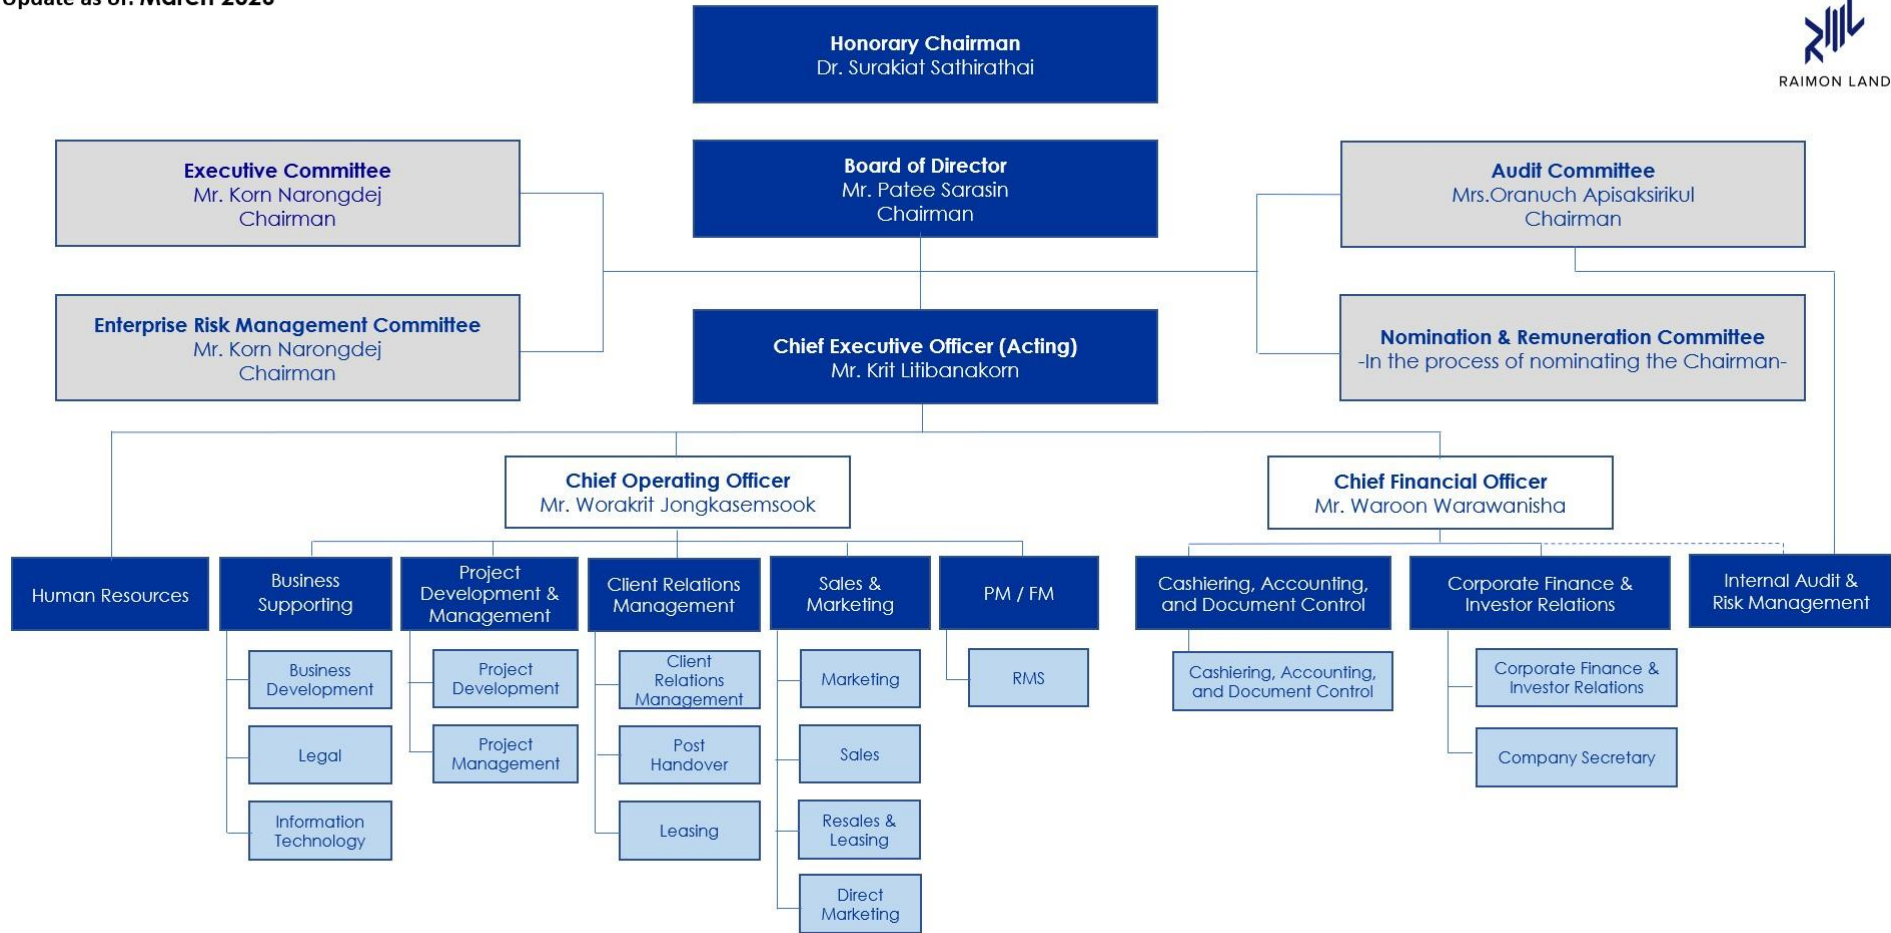 Update as of: March
RAIMON LAND
Honorary Chairman
Dr. Surakiat Sathirathai
Executive Committee
Mr. Korn Narongdej
Chairman
Board of Director
Mr. Patee Sarasin
Chairman
Audit Committee
Mrs.Oranuch Apisaksirikul
Chairman
Enterprise Risk Management Committee
Mr. Korn Narongdej
Chairman
Chief Executive Officer (Acting)
Mr. Krit Litibanakorn
Nomination & Remuneration Committee
-In the process of nominating the Chairman-
Chief Operating Officer
Mr. Worakrit Jongkasemsook
Chief Financial Officer
Mr. Waroon Warawanisha
Human Resources
Business
Supporting
Project
Development &
Management
Client Relations
Management
Sales &
Marketing
PM / FM
Cashiering, Accounting,
and Document Control
Corporate Finance &
Investor Relations
Internal Audit &
Risk Management
Business
Development
Legal
Information
Technology
Project
Development
Project
Management
Client
Relations
Management
Post
Handover
Leasing
Marketing
Sales
Resales &
Leasing
Direct
Marketing
RMS
Cashiering, Accounting,
and Document Control
Corporate Finance &
Investor Relations
Company Secretary